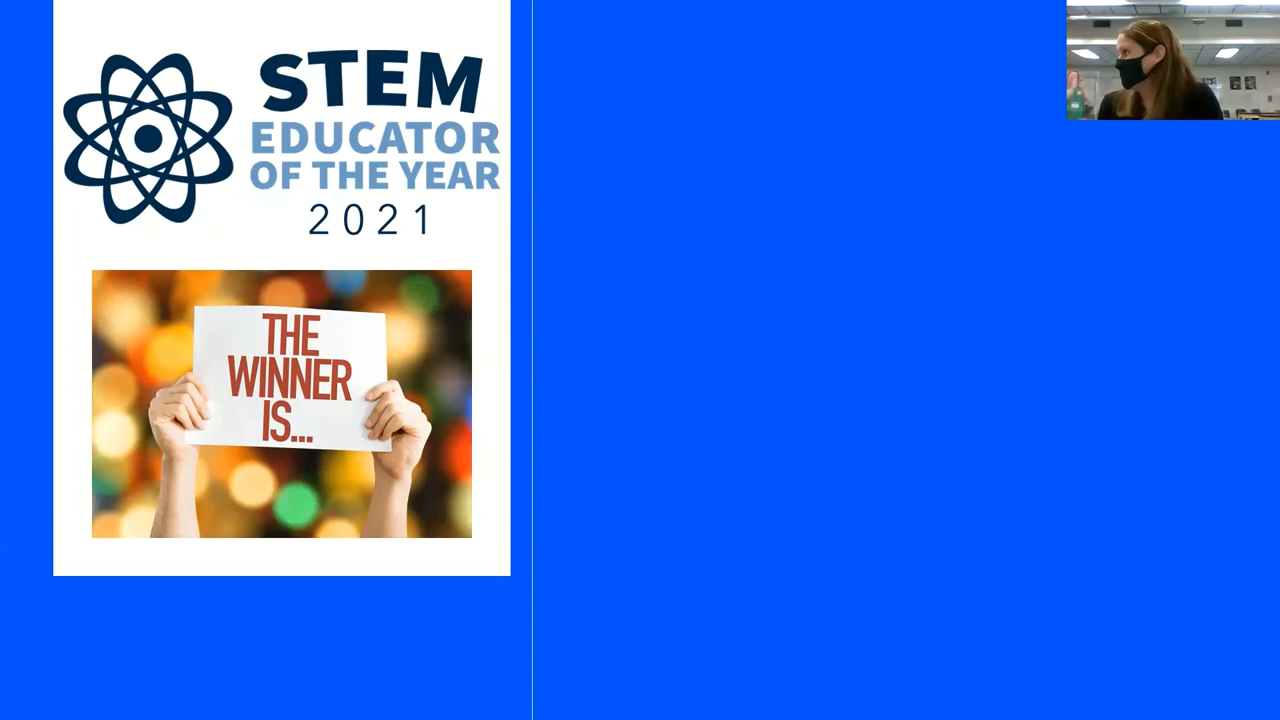 STEM
EDUCATOR
OF THE YEAR
2021
THE
WINNER
IS...